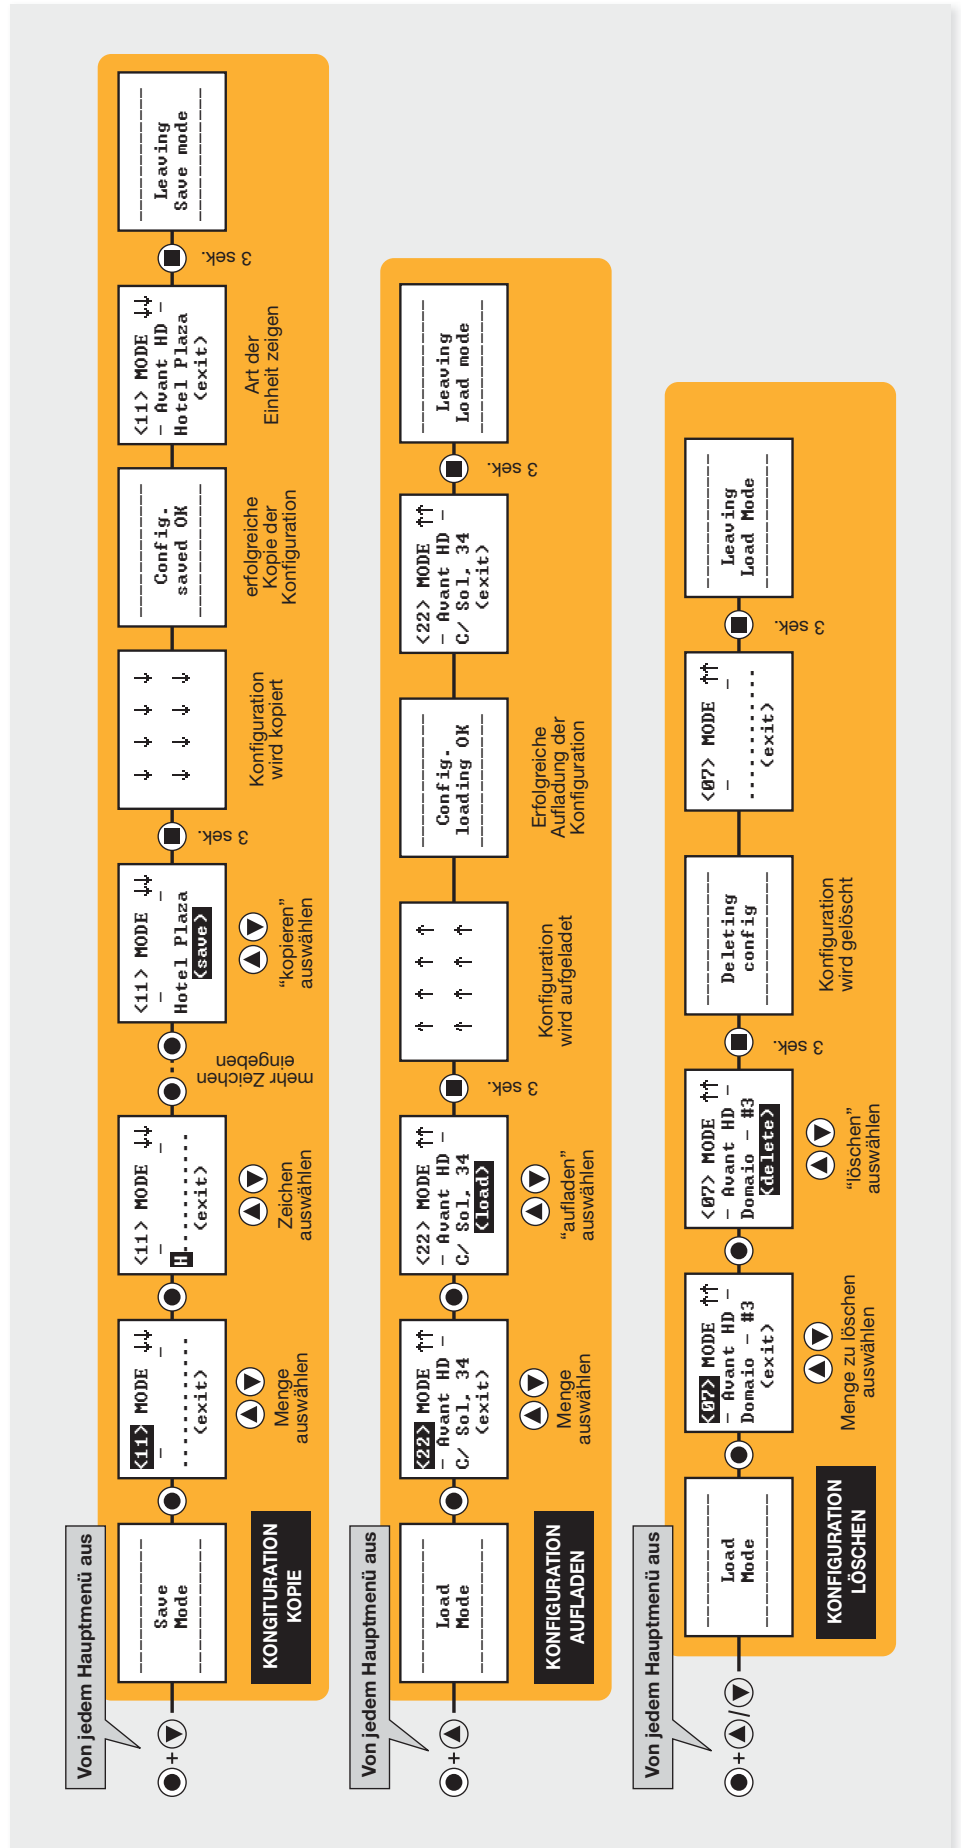 Von jedem Hauptmenü aus
+
Save
Mode
KONGITURATION
KOPIE
<11> MODE ↓↓
– –
............
<exit>
Menge
auswählen
<11> MODE ↓↓
– –
H...........
<exit>
Zeichen
auswählen
mehr Zeichen
eingeben
<11> MODE ↓↓
– –
Hotel Plaza
<save>
“kopieren”
auswählen
3 sek.
↓ ↓ ↓ ↓
↓ ↓ ↓ ↓
Konfiguration
wird kopiert
Config.
saved OK
erfolgreiche
Kopie der
Konfiguration
<11> MODE ↓↓
– Avant HD –
Hotel Plaza
<exit>
Art der
Einheit zeigen
3 sek.
Leaving
Save mode
Von jedem Hauptmenü aus
+
Load
Mode
KONFIGURATION
AUFLADEN
<22> MODE ↑↑
– Avant HD –
C/ Sol, 34
<exit>
Menge
auswählen
<22> MODE ↑↑
– Avant HD –
C/ Sol, 34
<load>
“aufladen”
auswählen
3 sek.
↑ ↑ ↑ ↑
↑ ↑ ↑ ↑
Konfiguration
wird aufgeladet
Config.
loading OK
Erfolgreiche
Aufladung der
Konfiguration
<22> MODE ↑↑
– Avant HD –
C/ Sol, 34
<exit>
3 sek.
Leaving
Load mode
Von jedem Hauptmenü aus
+ /
Load
Mode
KONFIGURATION
LÖSCHEN
<07> MODE ↑↑
– Avant HD –
Domaio – #3
<exit>
Menge zu löschen
auswählen
<07> MODE ↑↑
– Avant HD –
Domaio – #3
<delete>
“löschen”
auswählen
3 sek.
Deleting
config
Konfiguration
wird gelöscht
<07> MODE ↑↑
– –
............
<exit>
3 sek.
Leaving
Load Mode